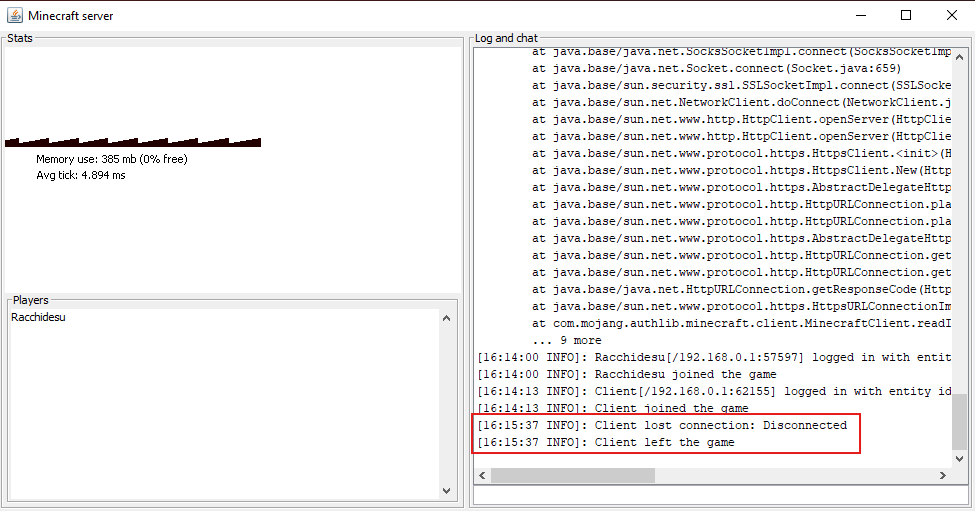 Minecraft server
Stats
Memory use: 385 mb (0% free)
Avg tick: 4.894 ms
Players
Racchidesu
Log and chat
at java.base/java.net.SocksSocketImpl.connect(SocksSocketImp
at java.base/java.net.Socket.connect(Socket.java:659)
at java.base/sun.security.ssl.SSLSocketImpl.connect(SSLSocke
at java.base/sun.net.NetworkClient.doConnect(NetworkClient.j
at java.base/sun.net.www.http.HttpClient.openServer(HttpClie
at java.base/sun.net.www.http.HttpClient.openServer(HttpClie
at java.base/sun.net.www.protocol.https.HttpsClient.<init>(H
at java.base/sun.net.www.protocol.https.HttpsClient.New(Http
at java.base/sun.net.www.protocol.https.AbstractDelegateHttp
at java.base/sun.net.www.protocol.http.HttpURLConnection.pla
at java.base/sun.net.www.protocol.http.HttpURLConnection.pla
at java.base/sun.net.www.protocol.https.AbstractDelegateHttp
at java.base/sun.net.www.protocol.http.HttpURLConnection.get
at java.base/sun.net.www.protocol.http.HttpURLConnection.get
at java.base/java.net.HttpURLConnection.getResponseCode(Http
at java.base/sun.net.www.protocol.https.HttpsURLConnectionIm
at com.mojang.authlib.minecraft.client.MinecraftClient.readI
... 9 more
[16:14:00 INFO]: Racchidesu[/192.168.0.1:57597] logged in with entit
[16:14:00 INFO]: Racchidesu joined the game
[16:14:13 INFO]: Client[/192.168.0.1:62155] logged in with entity id
[16:14:13 INFO]: Client joined the game
[16:15:37 INFO]: Client lost connection: Disconnected
[16:15:37 INFO]: Client left the game